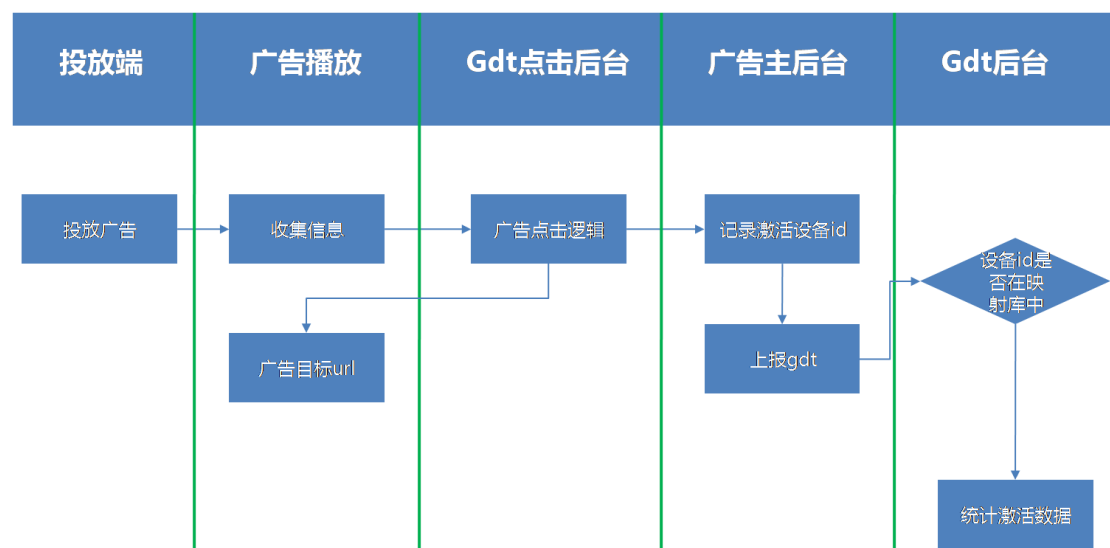 投放端
广告播放
Gdt点击后台
广告主后台
Gdt后台
投放广告
收集信息
广告点击逻辑
记录激活设备id
设备id是
否在映
射库中
广告目标url
上报gdt
统计激活数据